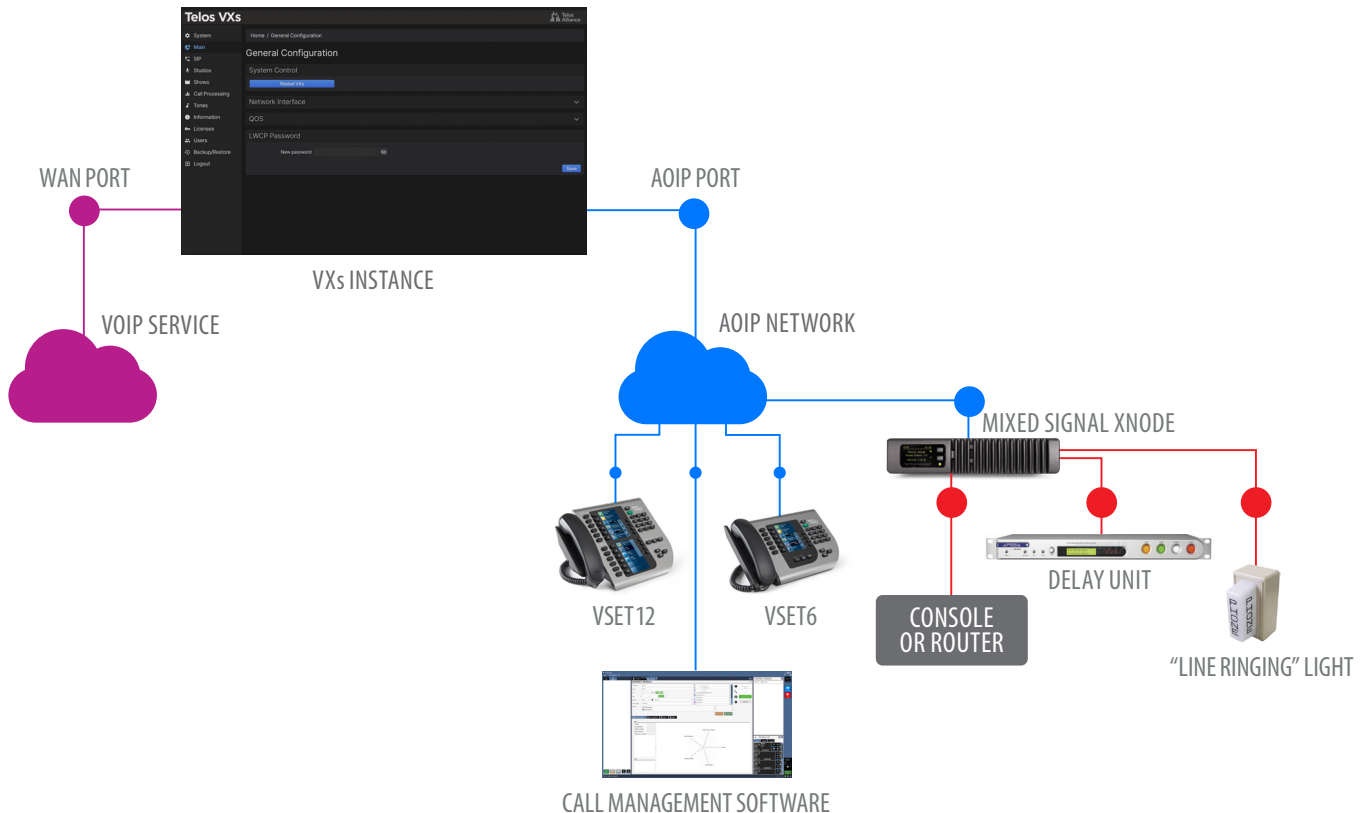 Telos VXs
Telos
Alliance
System
Main
SIP
Studios
Shows
Call Processing
Tones
Information
Licenses
Users
Backup/Restore
Logout
Home / General Configuration
General Configuration
System Control
Restart VXs
Network Interface
QOS
LWCP Password
New password
Save
WAN PORT
AOIP PORT
VXs INSTANCE
VOIP SERVICE
AOIP NETWORK
MIXED SIGNAL XNODE
VSET12
VSET6
DELAY UNIT
CONSOLE
OR ROUTER
"LINE RINGING" LIGHT
CALL MANAGEMENT SOFTWARE